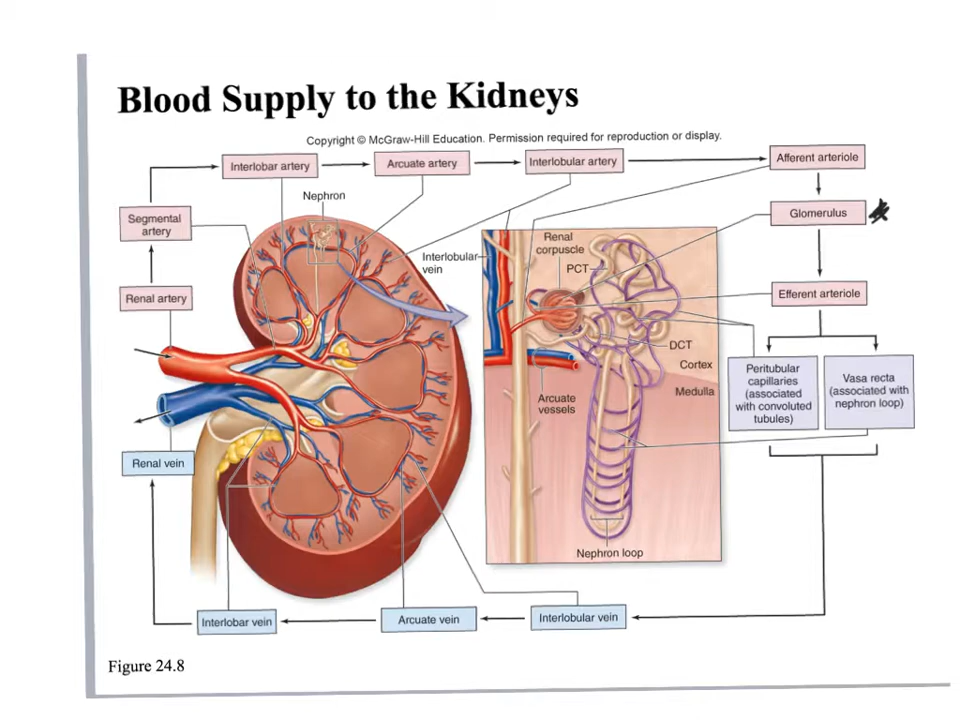 Blood Supply to the Kidneys
Copyright © McGraw-Hill Education. Permission required for reproduction or display.
Interlobar artery
Arcuate artery
Interlobular artery
Afferent arteriole
Nephron
Segmental
artery
Glomerulus
Interlobular
vein
Renal
corpuscle
PCT
Renal artery
Efferent arteriole
DCT
Cortex
Medulla
Arcuate
vessels
Peritubular
capillaries
(associated
with convoluted
tubules)
Vasa recta
(associated with
nephron loop)
Renal vein
Nephron loop
Interlobar vein
Arcuate vein
Interlobular vein
Figure 24.8